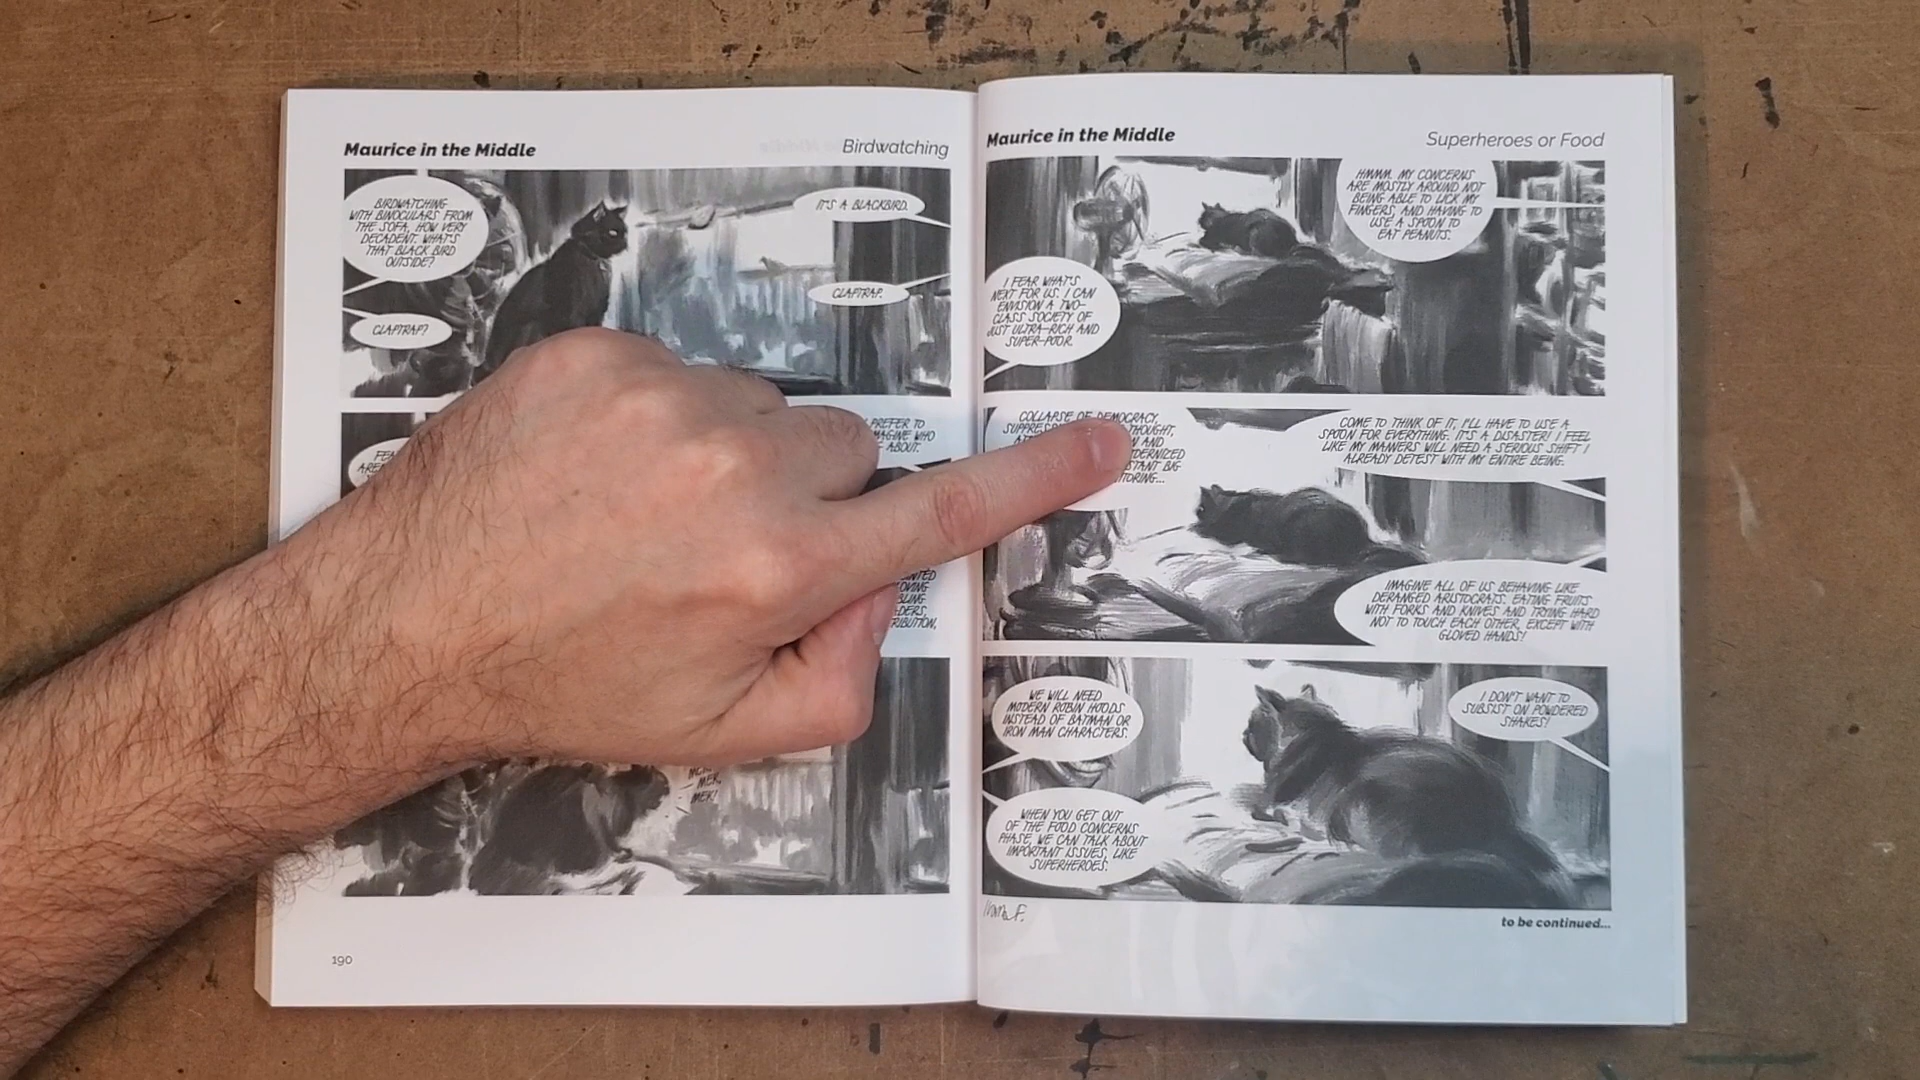 Maurice in the Middle
Birdwatching
BIRDWATCHING
WITH BINOCULARS FROM
THE SOFA, HOW VERY
DECADENT. WHAT'S
THAT BLACK BIRD
OUTSIDE?
IT'S A BLACKBIRD.
CLAPTRAP.
CLAPTRAP?
PREFER TO
WHO
ABOUT.
MEK,
MEK!
190
Maurice in the Middle
Superheroes or Food
HMMM. MY CONCERNS
ARE MOSTLY AROUND NOT
BEING ABLE TO LICK MY
FINGERS, AND HAVING TO
USE A SPOON TO
EAT PEANUTS.
I FEAR WHAT'S
NEXT FOR US. I CAN
ENVISION A TWO-
CLASS SOCIETY OF
JUST ULTRA-RICH AND
SUPER-POOR.
COLLAPSE OF DEMOCRACY,
THOUGHT,
AND
BIG
COME TO THINK OF IT, I'LL HAVE TO USE A
SPOON FOR EVERYTHING. IT'S A DISASTER! I FEEL
LIKE MY MANNERS WILL NEED A SERIOUS SHIFT I
ALREADY DETEST WITH MY ENTIRE BEING.
IMAGINE ALL OF US BEHAVING LIKE
DERANGED ARISTOCRATS. EATING FRUITS
WITH FORKS AND KNIVES AND TRYING HARD
NOT TO TOUCH EACH OTHER, EXCEPT WITH
GLOVED HANDS!
WE WILL NEED
MODERN ROBIN HOODS
INSTEAD OF BATMAN OR
IRON MAN CHARACTERS.
I DON'T WANT TO
SUBSIST ON POWDERED
SHAKES!
WHEN YOU GET OUT
OF THE FOOD CONCERNS
PHASE, WE CAN TALK ABOUT
IMPORTANT ISSUES, LIKE
SUPERHEROES.
to be continued...